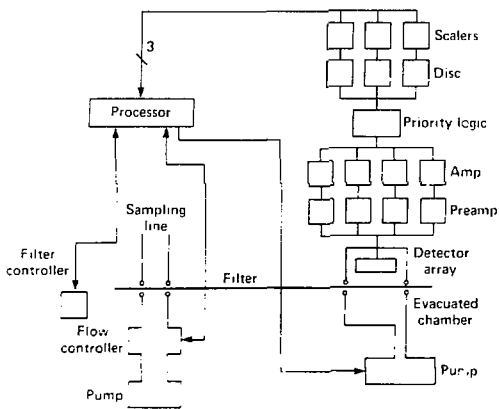 3
Scalers
Disc
Processor
Priority logic
Amp
Preamp
Sampling
line
Filter
controller
Filter
Detector
array
Evacuated
chamber
Flow
controller
Pump
Pump